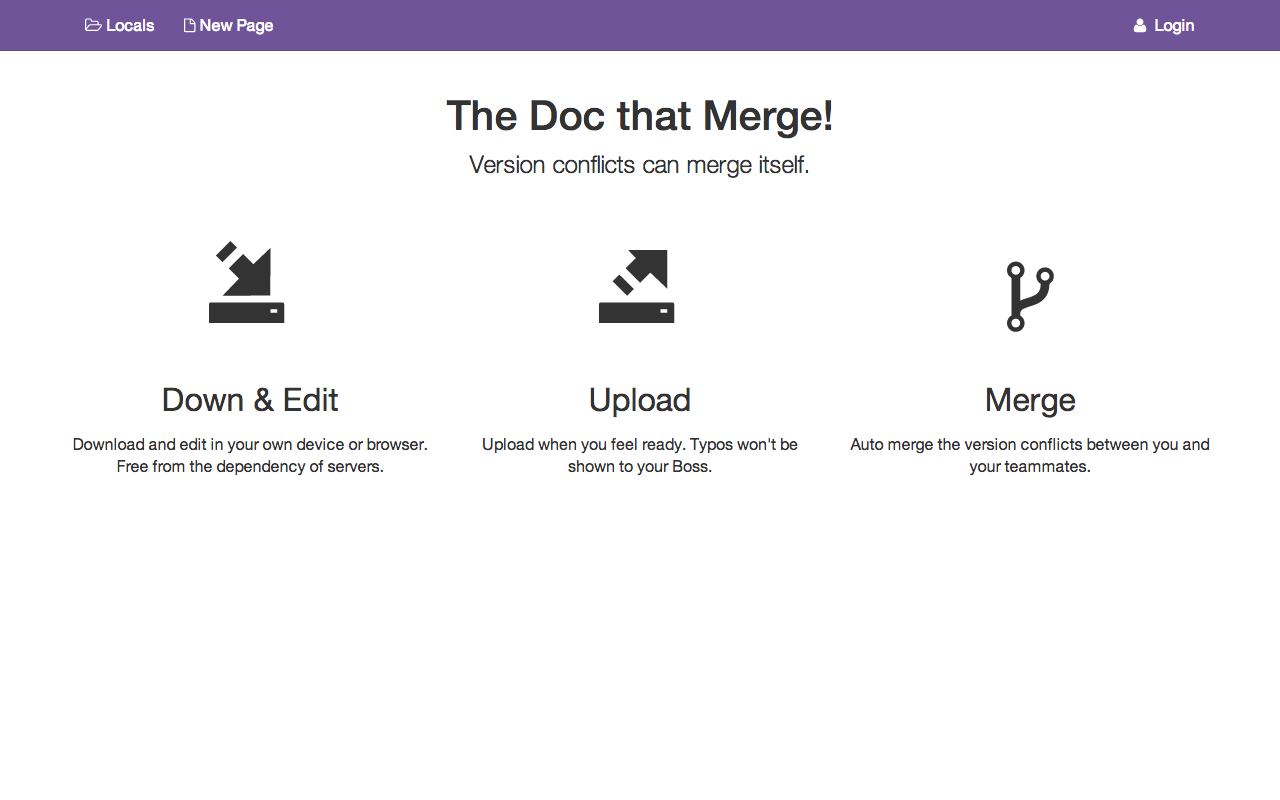 Locals New Page Login
The Doc that Merge!
Version conflicts can merge itself.
Down & Edit
Download and edit in your own device or browser.
Free from the dependency of servers.
Upload
Upload when you feel ready. Typos won't be
shown to your Boss.
Merge
Auto merge the version conflicts between you and
your teammates.